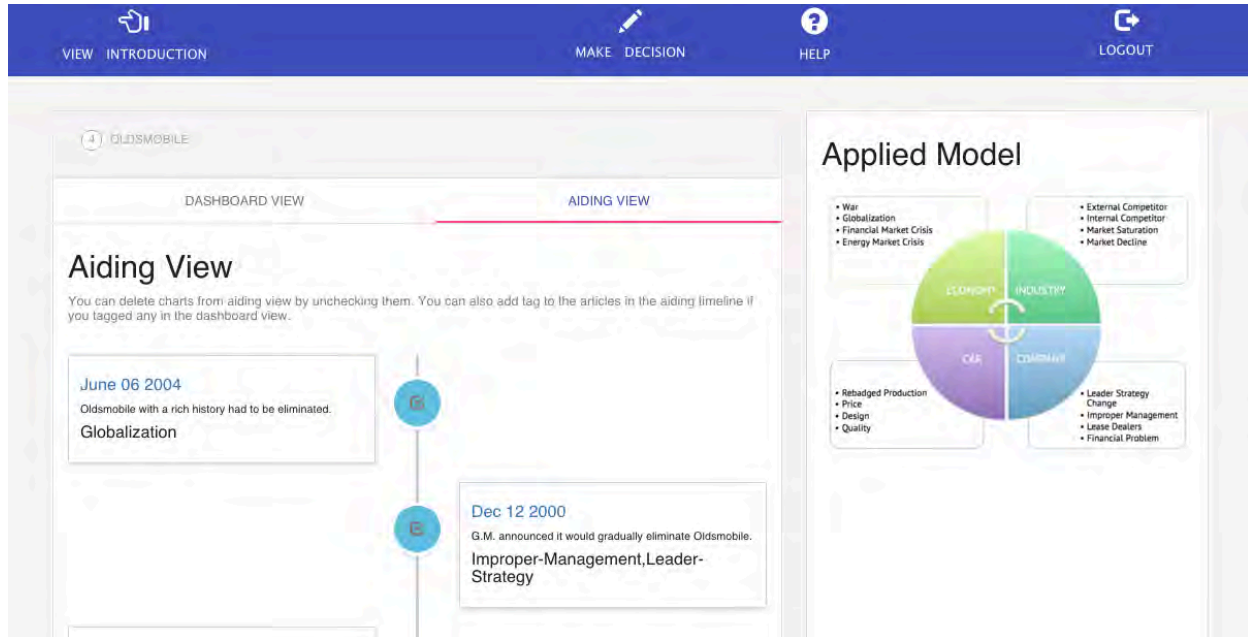 VIEW INTRODUCTION
MAKE DECISION
HELP
LOGOUT
4 OLDSMOBILE
DASHBOARD VIEW
AIDING VIEW
Aiding View
You can delete charts from aiding view by unchecking them. You can also add tag to the articles in the aiding timeline if
you tagged any in the dashboard view.
June 06 2004
Oldsmobile with a rich history had to be eliminated.
Globalization
Dec 12 2000
G.M. announced it would gradually eliminate Oldsmobile.
Improper-Management,Leader-
Strategy
Applied Model
• War
• Globalization
• Financial Market Crisis
• Energy Market Crisis
• External Competitor
• Internal Competitor
• Market Saturation
• Market Decline
ECONOMY
INDUSTRY
CAR
COMPANY
• Rebadged Production
• Price
• Design
• Quality
• Leader Strategy
Change
• Improper Management
• Lease Dealers
• Financial Problem